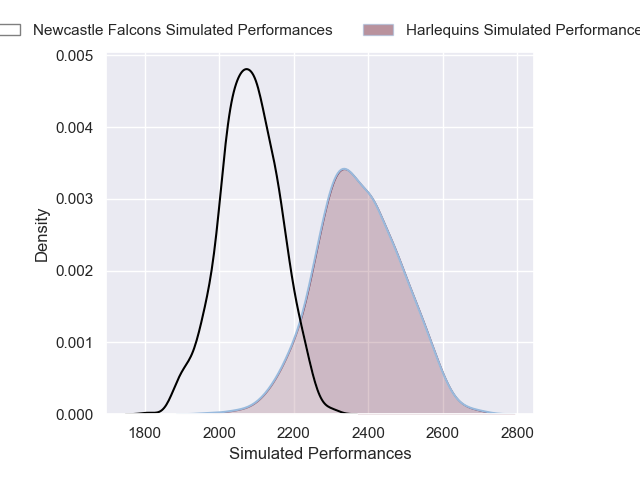 Newcastle Falcons Simulated Performances Harlequins Simulated Performance
0.005
0.004
0.003
0.002
0.001
0.000
Density
1800 2000 2200 2400 2600 2800
Simulated Performances